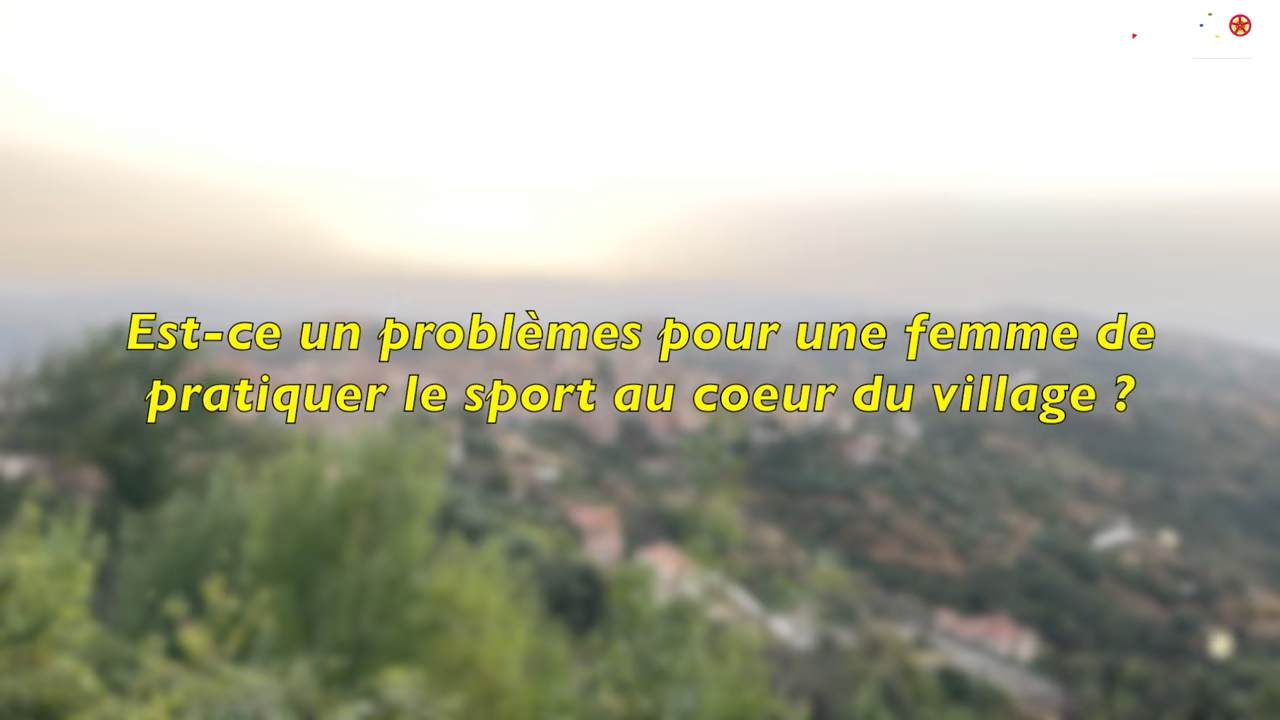 Est-ce un problèmes pour une femme de
pratiquer le sport au coeur du village ?